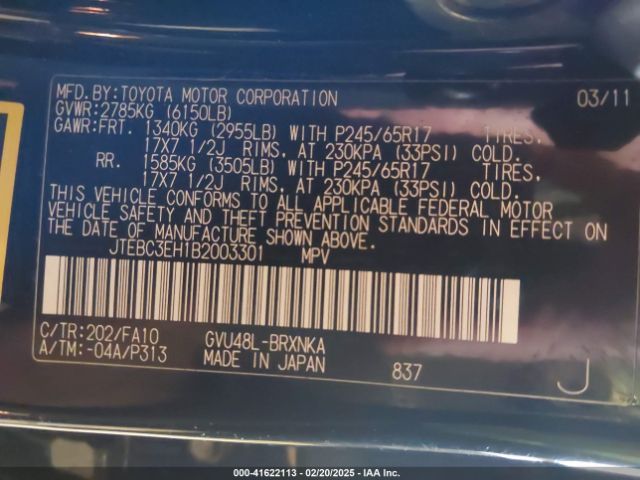 MFD.BY:TOYOTA MOTOR CORPORATION 03/11
GVWR:2785KG (6150LB)
GAWR:FRT. 1340KG (2955LB) WITH P245/65R17 TIRES.
17X7 1/2J RIMS. AT 230KPA (33PSI) COLD.
RR. 1585KG (3505LB) WITH P245/65R17 TIRES,
17X7 1/2J RIMS, AT 230KPA (33PSI) COLD.
THIS VEHICLE CONFORMS TO ALL APPLICABLE FEDERAL MOTOR
VEHICLE SAFETY AND THEFT PREVENTION STANDARDS IN EFFECT ON
THE DATE OF MANUFACTURE SHOWN ABOVE.
JTEBC3EH1B2003301 MPV
C/TR:202/FA10 GVU48L-BRXNKA
A/TM:-04A/P313 MADE IN JAPAN 837 J
000-41622113 - 02/20/2025 - IAA Inc.